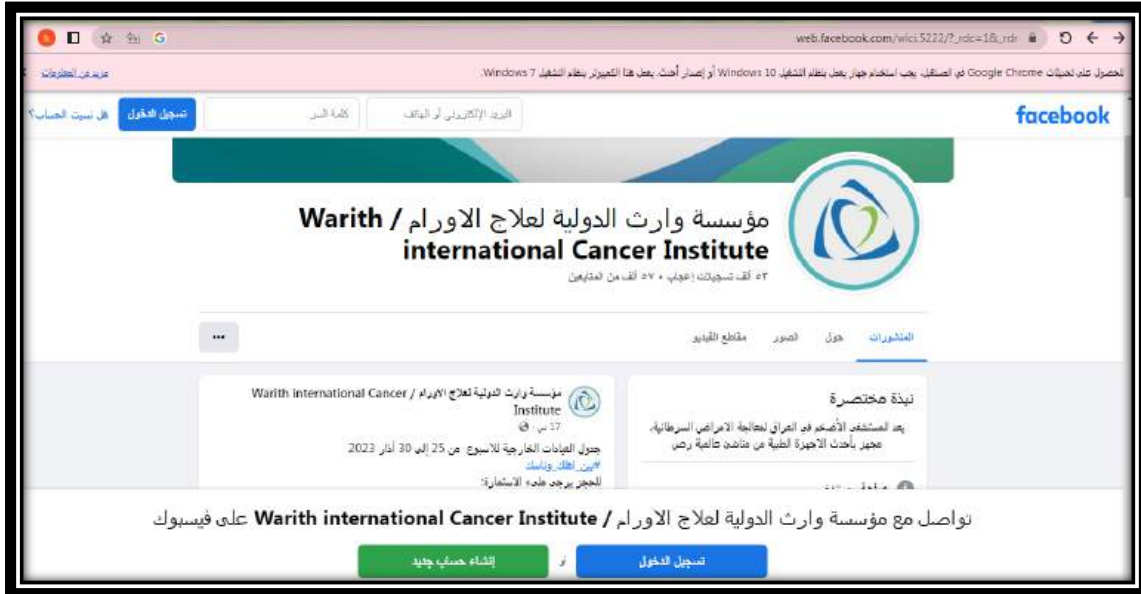 web.facebook.com/wici.5222/?_rdc=1&_rdr
للحصول على تحديثات Google Chrome في المستقبل، يجب استخدام جهاز يعمل بنظام التشغيل Windows 10 أو إصدار أحدث. يعمل هذا الكمبيوتر بنظام التشغيل Windows 7.
مزيد من المعلومات
facebook
البريد الإلكتروني أو الهاتف
كلمة السر
تسجيل الدخول
هل نسيت الحساب؟
مؤسسة وارث الدولية لعلاج الاورام / Warith
international Cancer Institute
٥٣ ألف تسجيلات إعجاب • ٥٧ ألف من المتابعين
المنشورات
حول
الصور
مقاطع الفيديو
نبذة مختصرة
يعد المستشفى الأضخم في العراق لمعالجة الامراض السرطانية،
مجهز بأحدث الاجهزة الطبية من مناشئ عالمية رصي
مؤسسة وارث الدولية لعلاج الاورام / Warith international Cancer
Institute
17 س
جدول العيادات الخارجية للاسبوع من 25 إلى 30 أذار 2023
#بين_اهلك_وناسك
للحجز يرجى ملىء الاستمارة:
تواصل مع مؤسسة وارث الدولية لعلاج الاورام / Warith international Cancer Institute على فيسبوك
تسجيل الدخول
أو
إنشاء حساب جديد